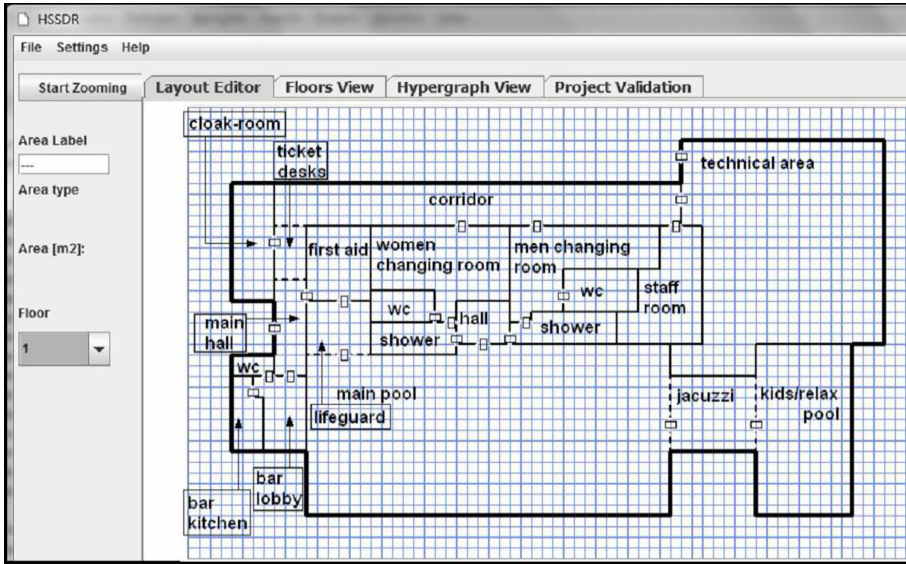 HSSDR
File Settings Help
Start Zooming
Layout Editor
Floors View
Hypergraph View
Project Validation
Area Label
---
Area type
Area [m2]:
Floor
1
cloak-room
ticket
desks
technical area
corridor
first aid
women
changing room
men changing
room
wc
staff
room
wc
main
hall
hall
shower
shower
wc
main pool
jacuzzi
kids/relax
pool
lifeguard
bar
lobby
bar
kitchen